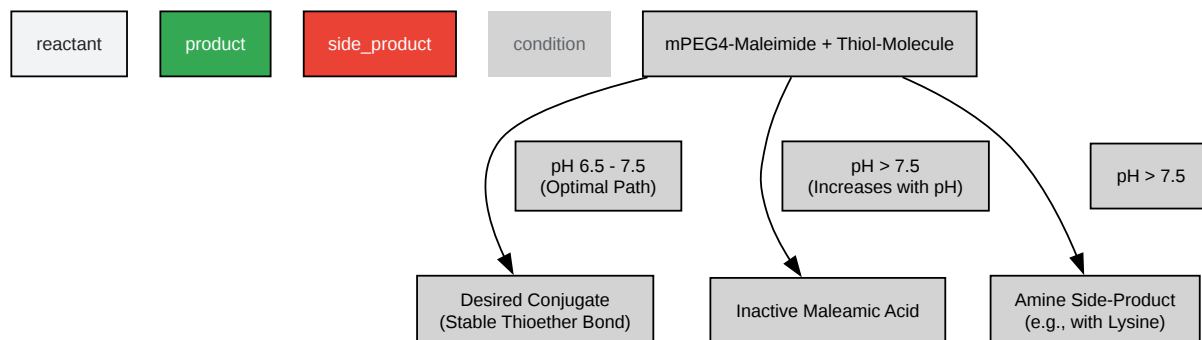 reactant
product
side_product
condition
mPEG4-Maleimide + Thiol-Molecule
pH 6.5 - 7.5
(Optimal Path)
pH > 7.5
(Increases with pH)
pH > 7.5
Desired Conjugate
(Stable Thioether Bond)
Inactive Maleamic Acid
Amine Side-Product
(e.g., with Lysine)